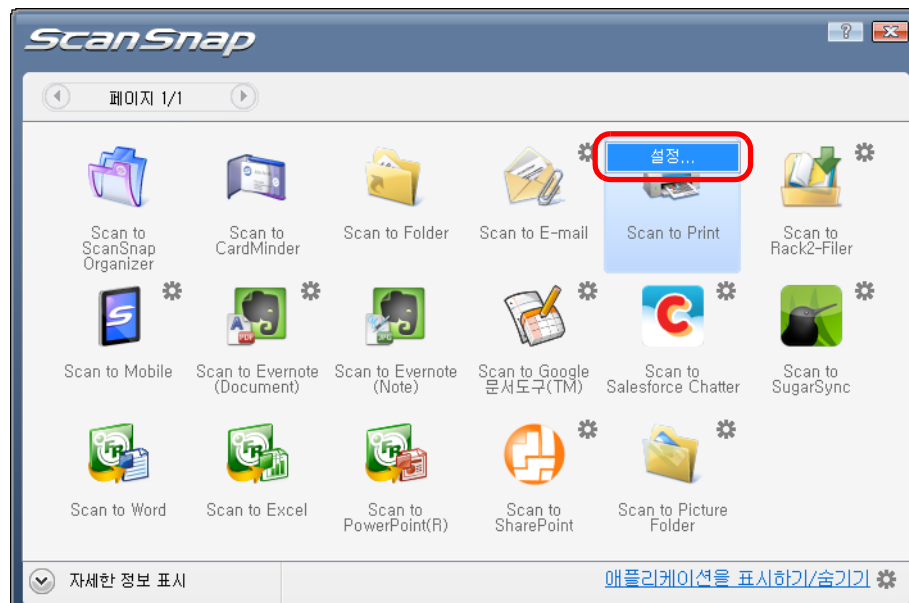 ScanSnap
?
페이지 1/1
설정...
Scan to
ScanSnap
Organizer
Scan to
CardMinder
Scan to Folder
Scan to E-mail
Scan to Print
Scan to
Rack2-Filer
Scan to Mobile
Scan to Evernote
(Document)
Scan to Evernote
(Note)
Scan to Google
문서도구(TM)
Scan to
Salesforce Chatter
Scan to
SugarSync
Scan to Word
Scan to Excel
Scan to
PowerPoint(R)
Scan to
SharePoint
Scan to Picture
Folder
자세한 정보 표시
애플리케이션을 표시하기/숨기기